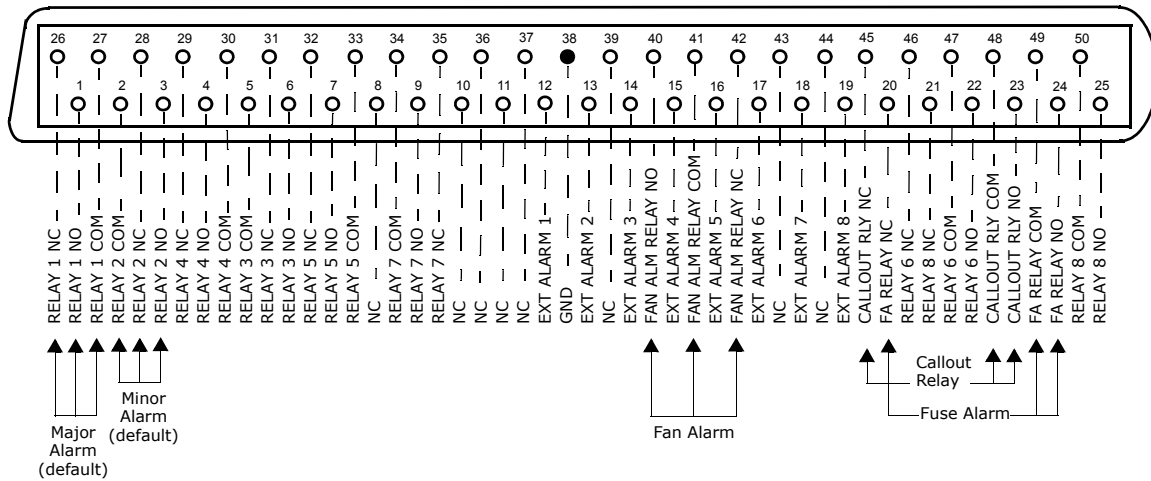 26 27 28 29 30 31 32 33 34 35 36 37 38 39 40 41 42 43 44 45 46 47 48 49 50
1 2 3 4 5 6 7 8 9 10 11 12 13 14 15 16 17 18 19 20 21 22 23 24 25
RELAY 1 NC
RELAY 1 NO
RELAY 1 COM
RELAY 2 COM
RELAY 2 NC
RELAY 2 NO
RELAY 4 NC
RELAY 4 NO
RELAY 4 COM
RELAY 3 COM
RELAY 3 NC
RELAY 3 NO
RELAY 5 NC
RELAY 5 NO
RELAY 5 COM
NC
RELAY 7 COM
RELAY 7 NO
RELAY 7 NC
NC
NC
NC
NC
EXT ALARM 1
GND
EXT ALARM 2
NC
EXT ALARM 3
FAN ALM RELAY NO
EXT ALARM 4
FAN ALM RELAY COM
EXT ALARM 5
FAN ALM RELAY NC
EXT ALARM 6
NC
EXT ALARM 7
NC
EXT ALARM 8
CALLOUT RLY NC
FA RELAY NC
RELAY 6 NC
RELAY 8 NC
RELAY 6 COM
RELAY 6 NO
CALLOUT RLY COM
CALLOUT RLY NO
FA RELAY COM
FA RELAY NO
RELAY 8 COM
RELAY 8 NO
Major
Alarm
(default)
Minor
Alarm
(default)
Fan Alarm
Callout
Relay
Fuse Alarm